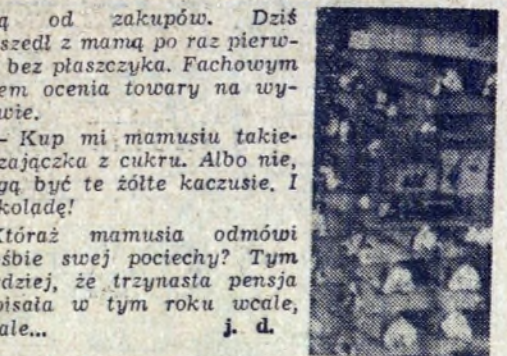 ą od zakupów. Dziś
szedł z mamą po raz pierw-
bez płaszczyka. Fachowym
em ocenia towary na wy-
wie.
— Kup mi mamusiu takie-
zajączka z cukru. Albo nie,
gą być te żółte kaczusie. I
koladę!
Któraż mamusia odmówi
śbie swej pociechy? Tym
dziej, że trzynasta pensja
pisała w tym roku wcale,
ale... j. d.